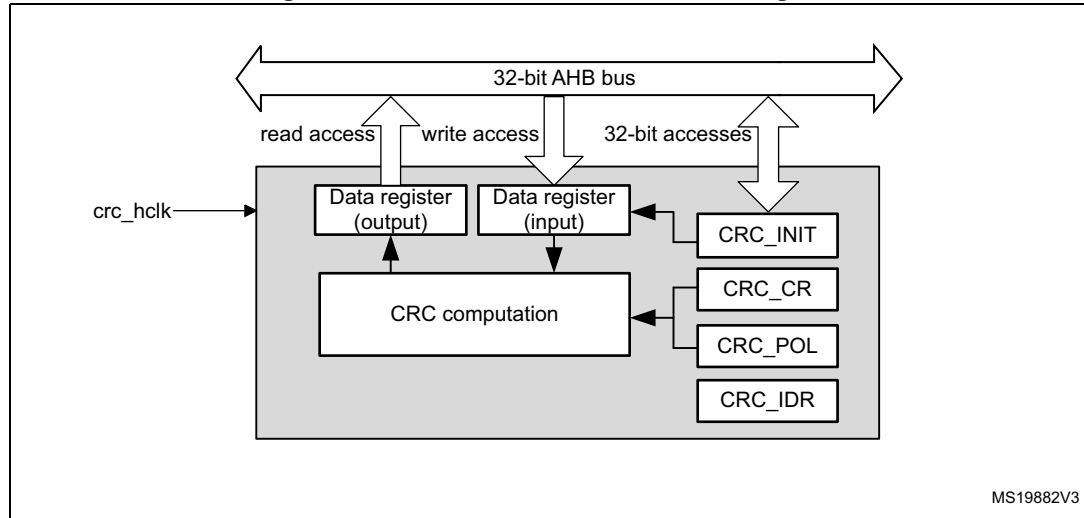 32-bit AHB bus
read access
write access
32-bit accesses
crc_hclk
Data register
(output)
Data register
(input)
CRC_INIT
CRC computation
CRC_CR
CRC_POL
CRC_IDR
MS19882V3